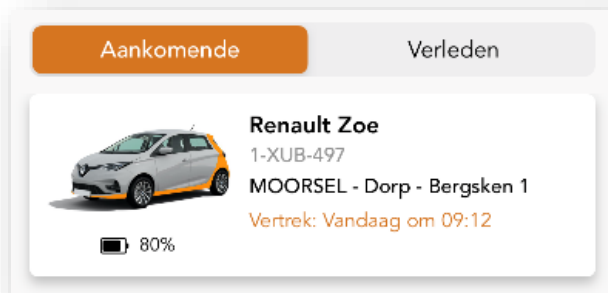 Aankomende
Verleden
Renault Zoe
1-XUB-497
MOORSEL - Dorp - Bergsken 1
Vertrek: Vandaag om 09:12
80%